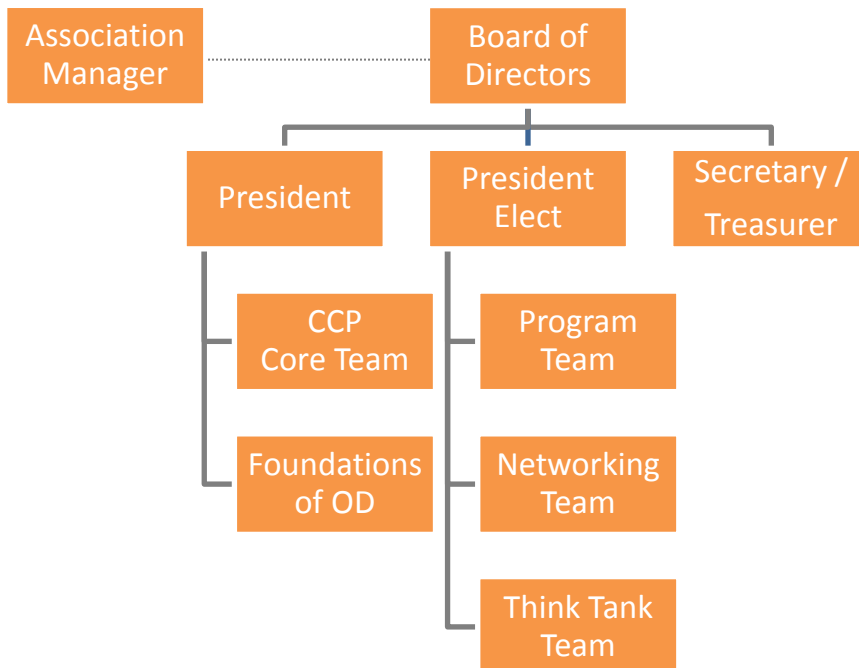 Association
Manager
Board of
Directors
President
President
Elect
Secretary /
Treasurer
CCP
Core Team
Program
Team
Foundations
of OD
Networking
Team
Think Tank
Team